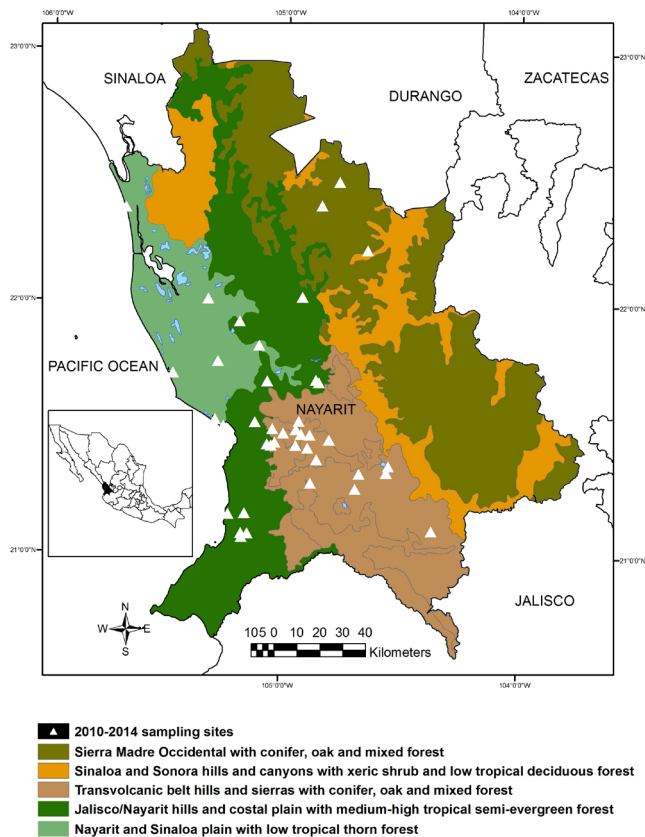 106°0'0"W 105°0'0"W 104°0'0"W
23°0'0"N 23°0'0"N
SINALOA ZACATECAS
DURANGO
22°0'0"N 22°0'0"N
PACIFIC OCEAN
NAYARIT
21°0'0"N 21°0'0"N
JALISCO
N
W E
S
105 0 10 20 30 40
Kilometers
105°0'0"W 104°0'0"W
2010-2014 sampling sites
Sierra Madre Occidental with conifer, oak and mixed forest
Sinaloa and Sonora hills and canyons with xeric shrub and low tropical deciduous forest
Transvolcanic belt hills and sierras with conifer, oak and mixed forest
Jalisco/Nayarit hills and costal plain with medium-high tropical semi-evergreen forest
Nayarit and Sinaloa plain with low tropical thorn forest